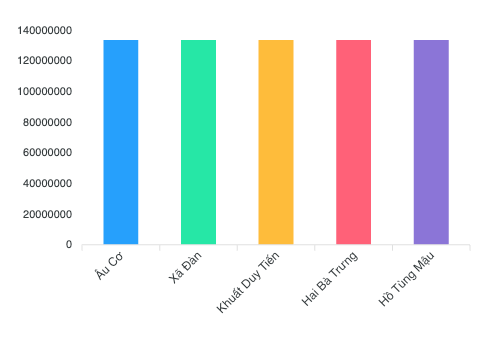 140000000
120000000
100000000
80000000
60000000
40000000
20000000
0
Âu Cơ
Xã Đàn
Khuất Duy Tiến
Hai Bà Trưng
Hồ Tùng Mậu